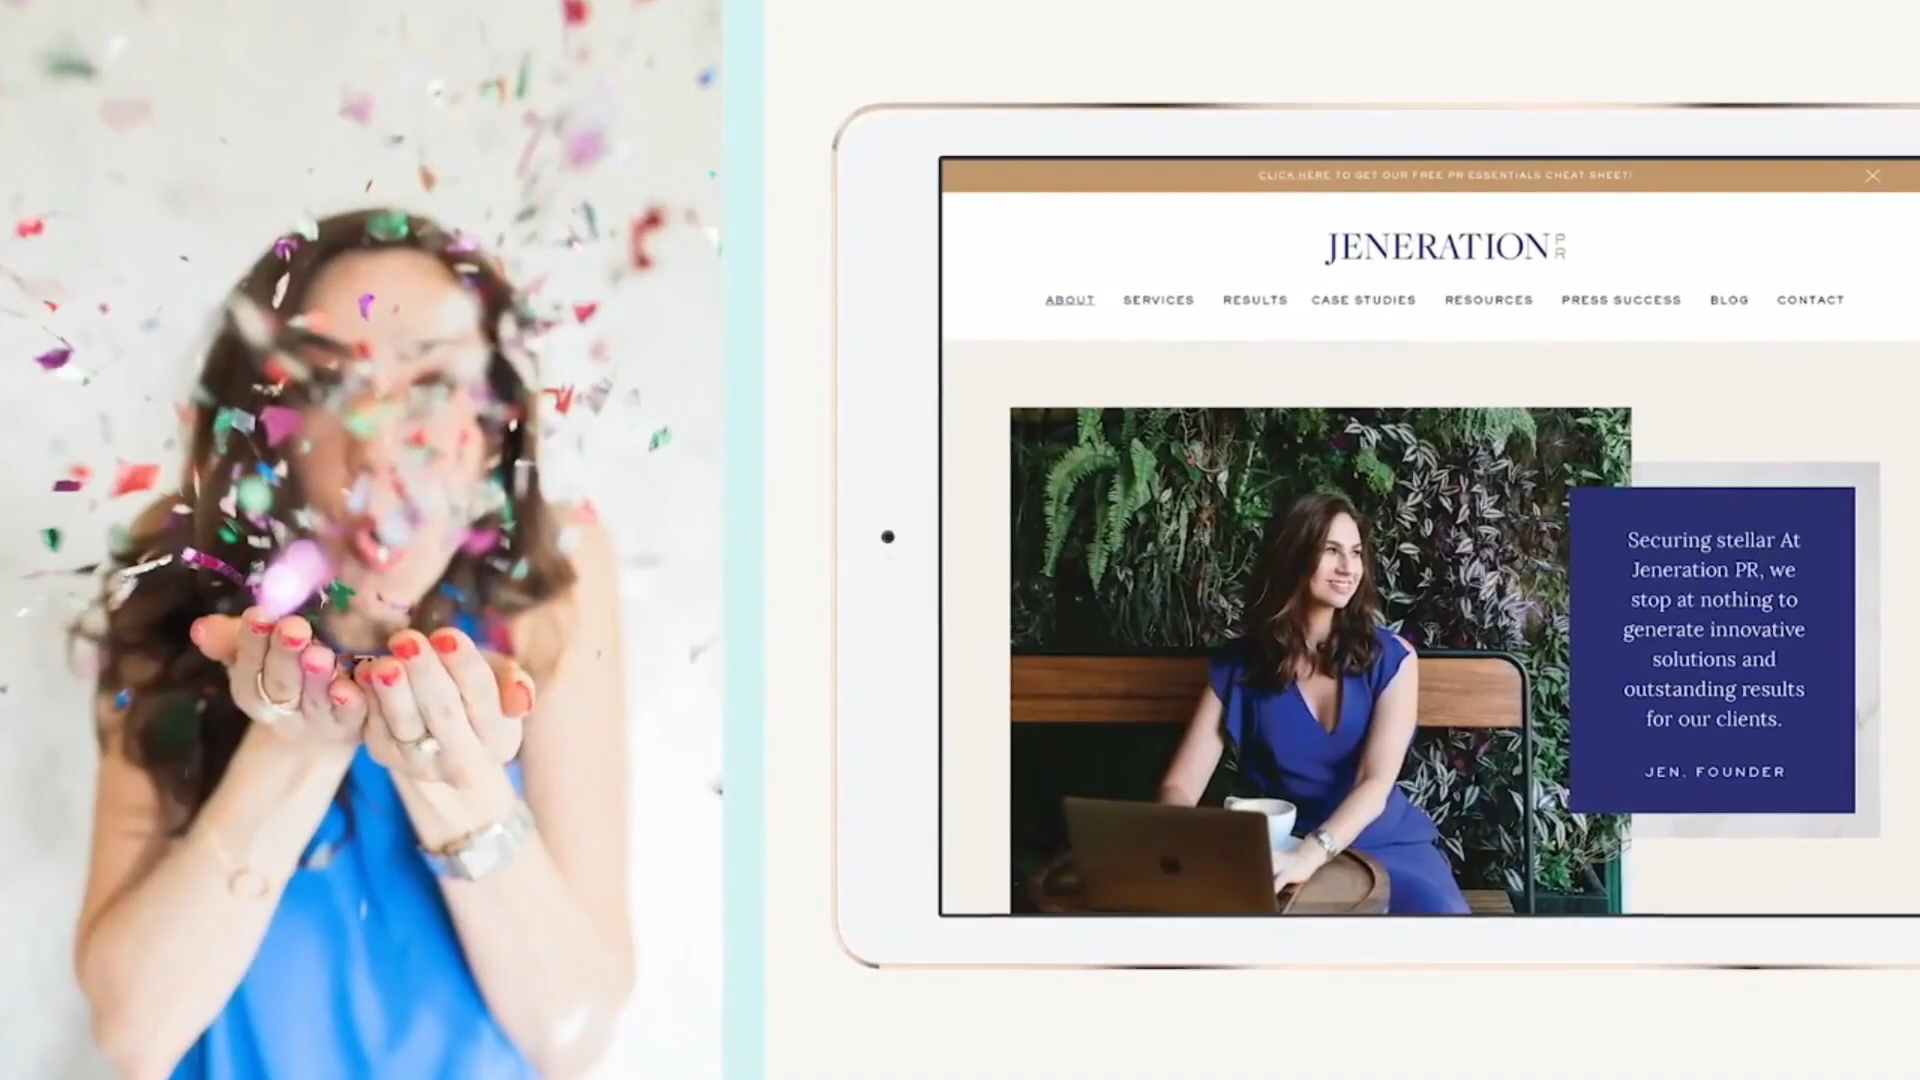 CLICK HERE TO GET OUR FREE PR ESSENTIALS CHEAT SHEET!
JENERATION PR
ABOUT SERVICES RESULTS CASE STUDIES RESOURCES PRESS SUCCESS BLOG CONTACT
Securing stellar At
Jeneration PR, we
stop at nothing to
generate innovative
solutions and
outstanding results
for our clients.
JEN, FOUNDER